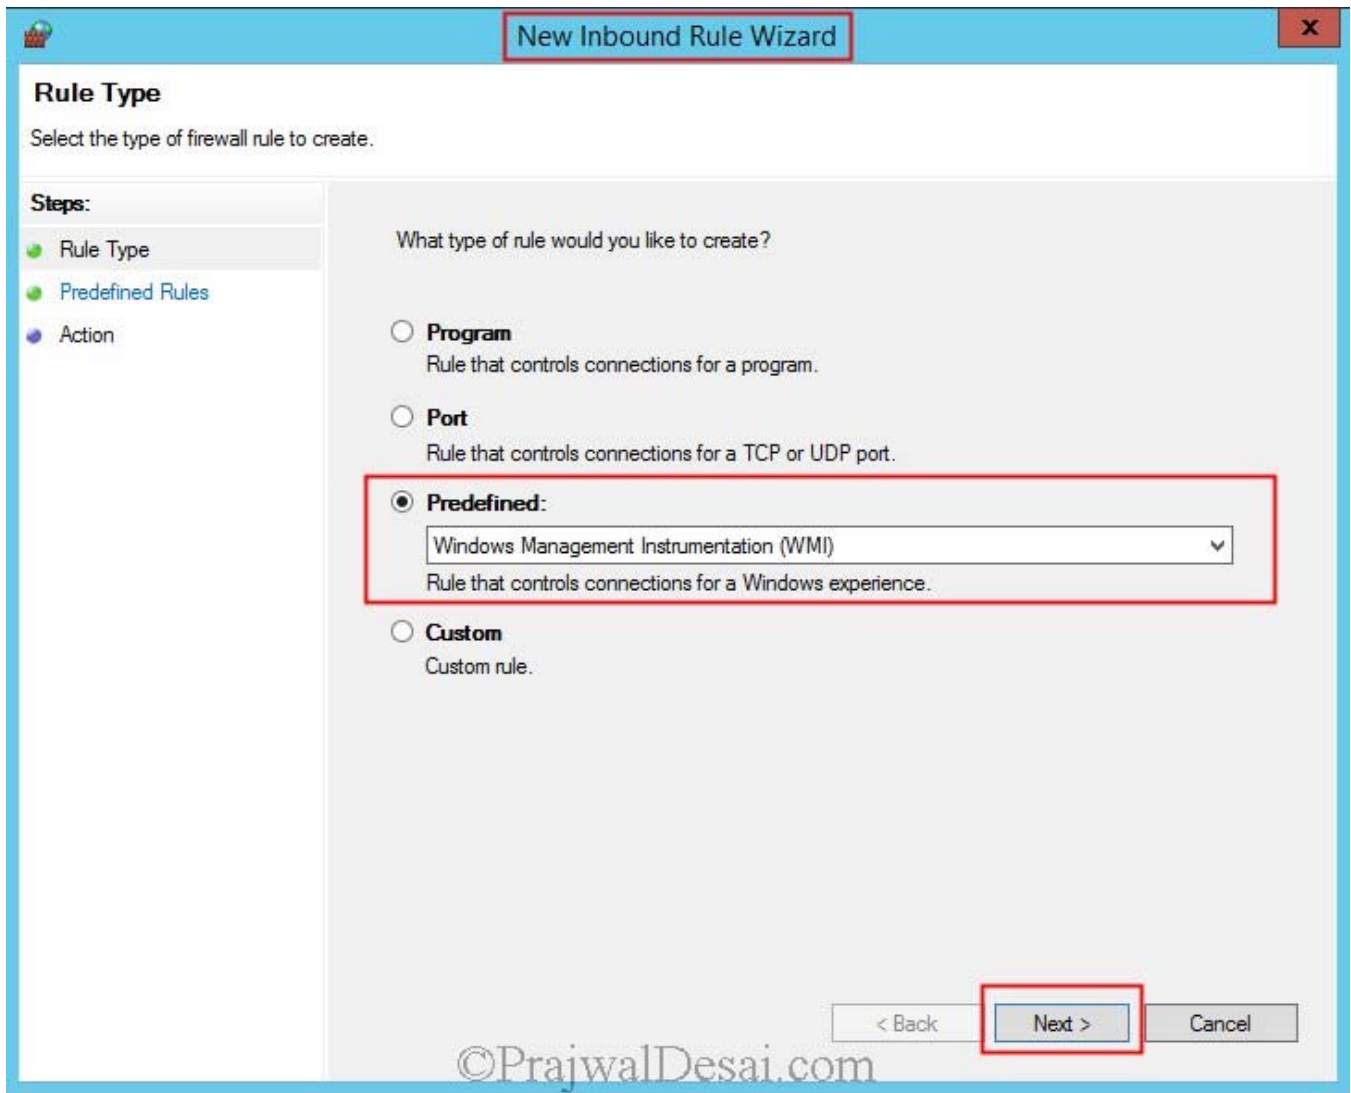 New Inbound Rule Wizard
x
Rule Type
Select the type of firewall rule to create.
Steps:
Rule Type
Predefined Rules
Action
What type of rule would you like to create?
Program
Rule that controls connections for a program.
Port
Rule that controls connections for a TCP or UDP port.
Predefined:
Windows Management Instrumentation (WMI)
Rule that controls connections for a Windows experience.
Custom
Custom rule.
< Back
Next >
Cancel
©PrajwalDesai.com